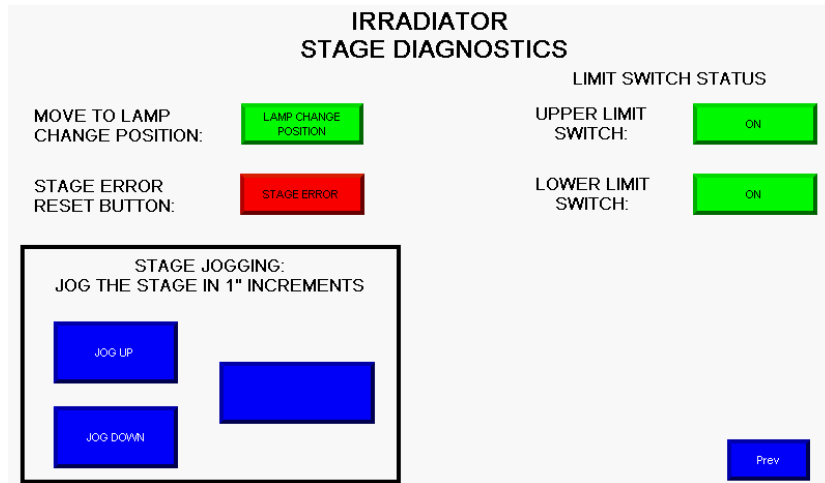 IRRADIATOR
STAGE DIAGNOSTICS
LIMIT SWITCH STATUS
MOVE TO LAMP
CHANGE POSITION:
LAMP CHANGE
POSITION
UPPER LIMIT
SWITCH:
ON
STAGE ERROR
RESET BUTTON:
STAGE ERROR
LOWER LIMIT
SWITCH:
ON
STAGE JOGGING:
JOG THE STAGE IN 1" INCREMENTS
JOG UP
JOG DOWN
Prev